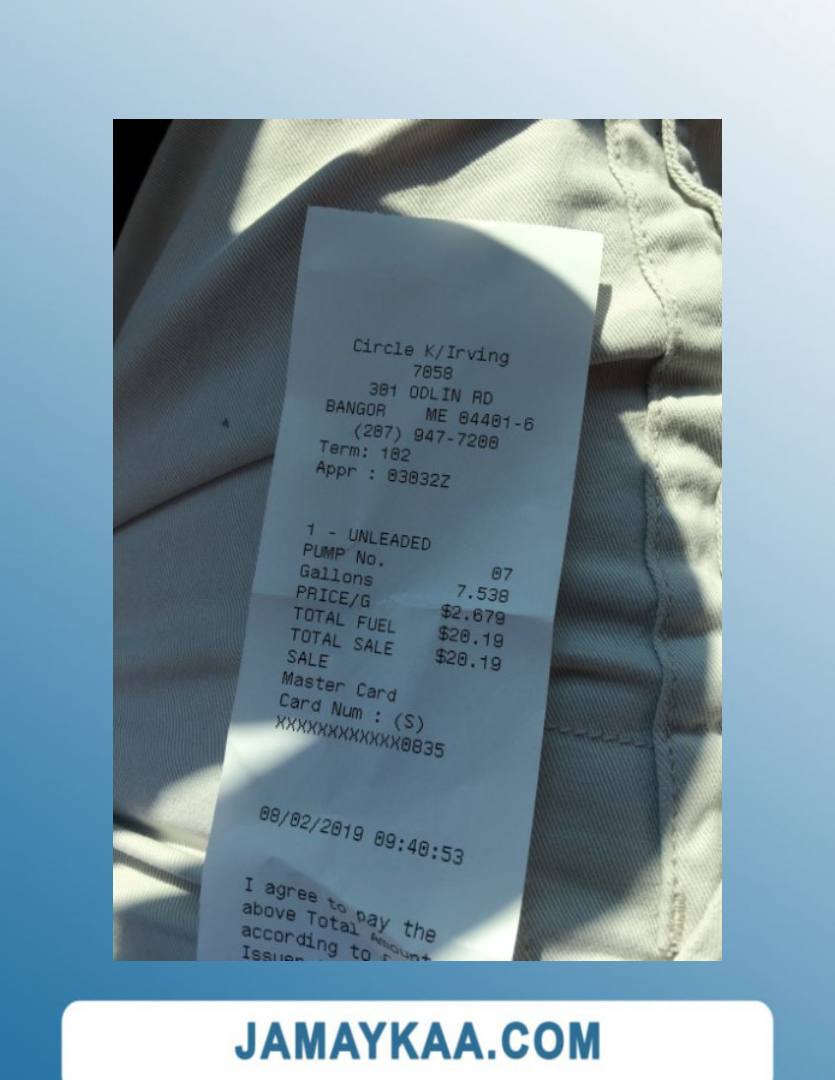 Circle K/Irving
7058
301 ODLIN RD
BANGOR ME 04401-6
(207) 947-7200
Term: 102
Appr : 03032Z
1 - UNLEADED
PUMP No. 07
Gallons 7.538
PRICE/G $2.679
TOTAL FUEL $20.19
TOTAL SALE $20.19
SALE
Master Card
Card Num : (S)
XXXXXXXXXXXX0835
08/02/2019 09:40:53
I agree to pay the
above Total Amount
according to
Issuer
JAMAYKAA.COM